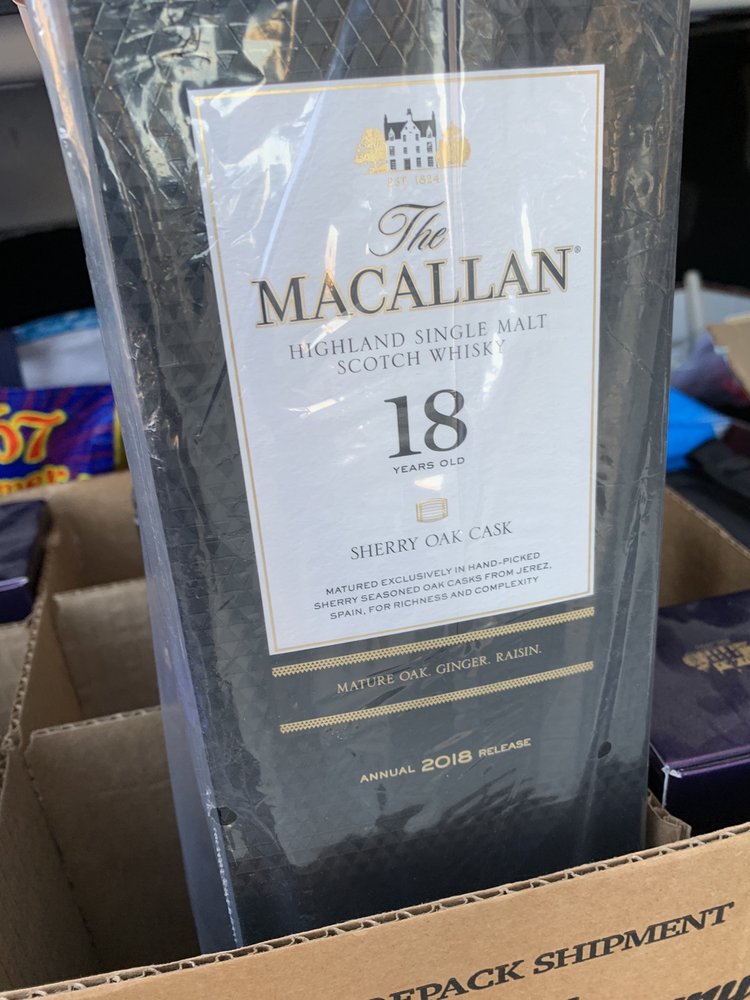 EST. 1824
The
MACALLAN®
HIGHLAND SINGLE MALT
SCOTCH WHISKY
18
YEARS OLD
SHERRY OAK CASK
MATURED EXCLUSIVELY IN HAND-PICKED
SHERRY SEASONED OAK CASKS FROM JEREZ,
SPAIN, FOR RICHNESS AND COMPLEXITY
MATURE OAK. GINGER. RAISIN.
ANNUAL 2018 RELEASE
67
SHIPMENT